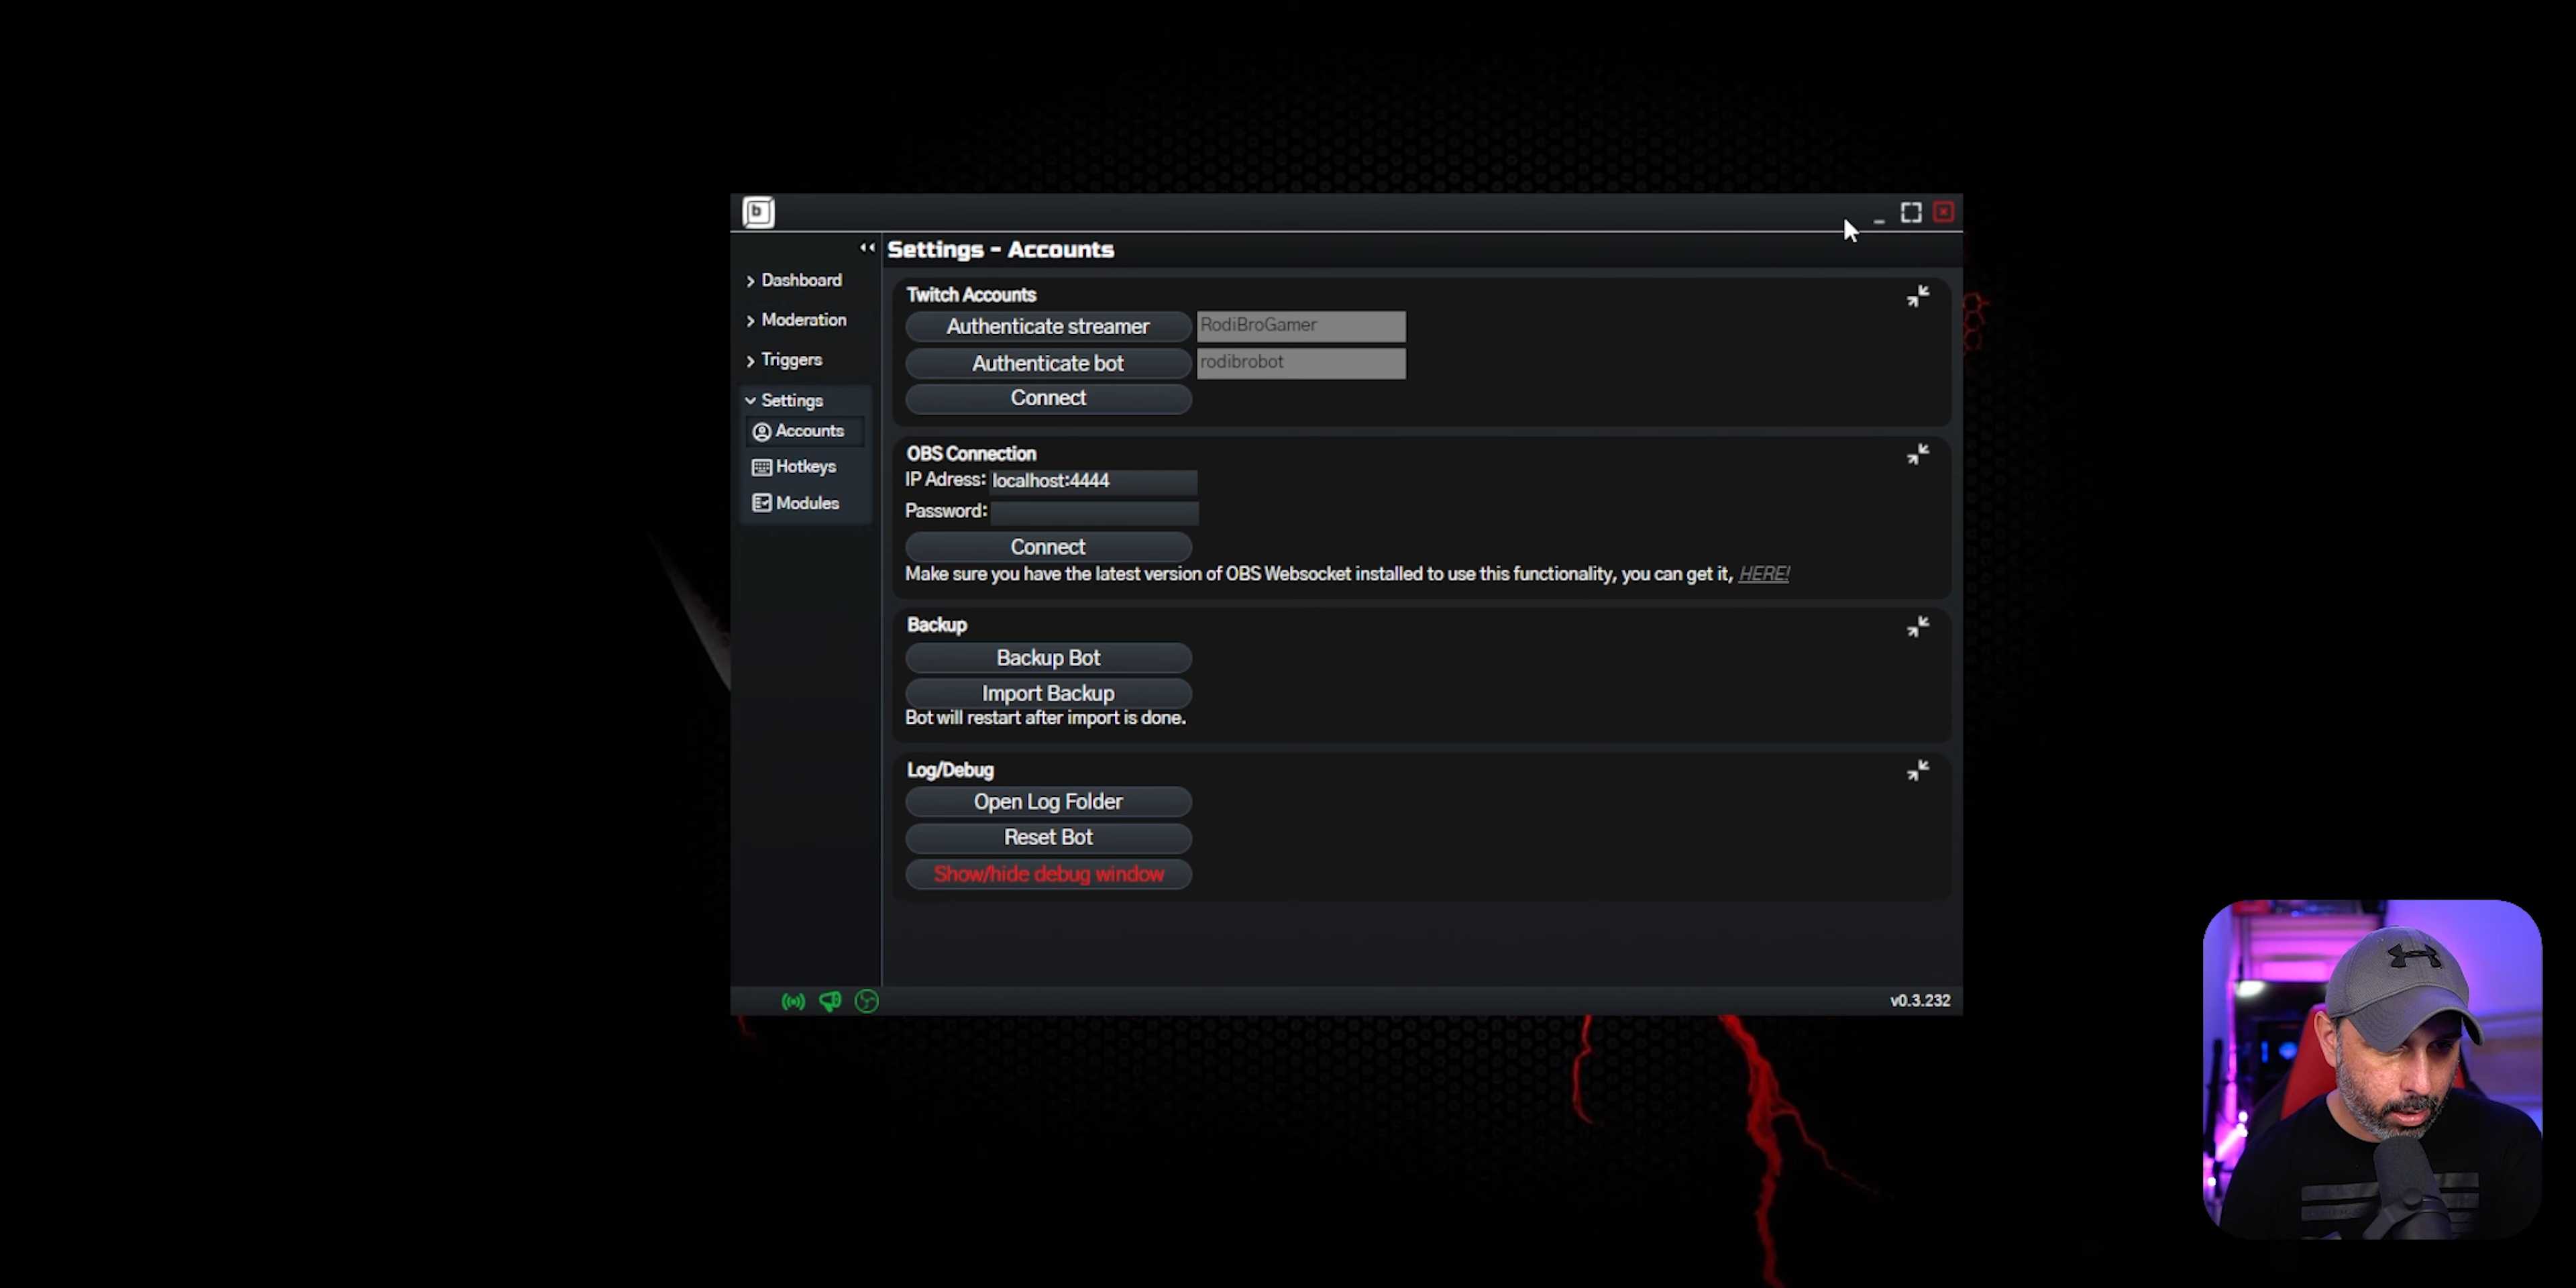 b
Settings - Accounts
Dashboard
Moderation
Triggers
Settings
Accounts
Hotkeys
Modules
Twitch Accounts
Authenticate streamer RodiBroGamer
Authenticate bot rodibrobot
Connect
OBS Connection
IP Adress: localhost:4444
Password:
Connect
Make sure you have the latest version of OBS Websocket installed to use this functionality, you can get it, HERE!
Backup
Backup Bot
Import Backup
Bot will restart after import is done.
Log/Debug
Open Log Folder
Reset Bot
Show/hide debug window
v0.3.232